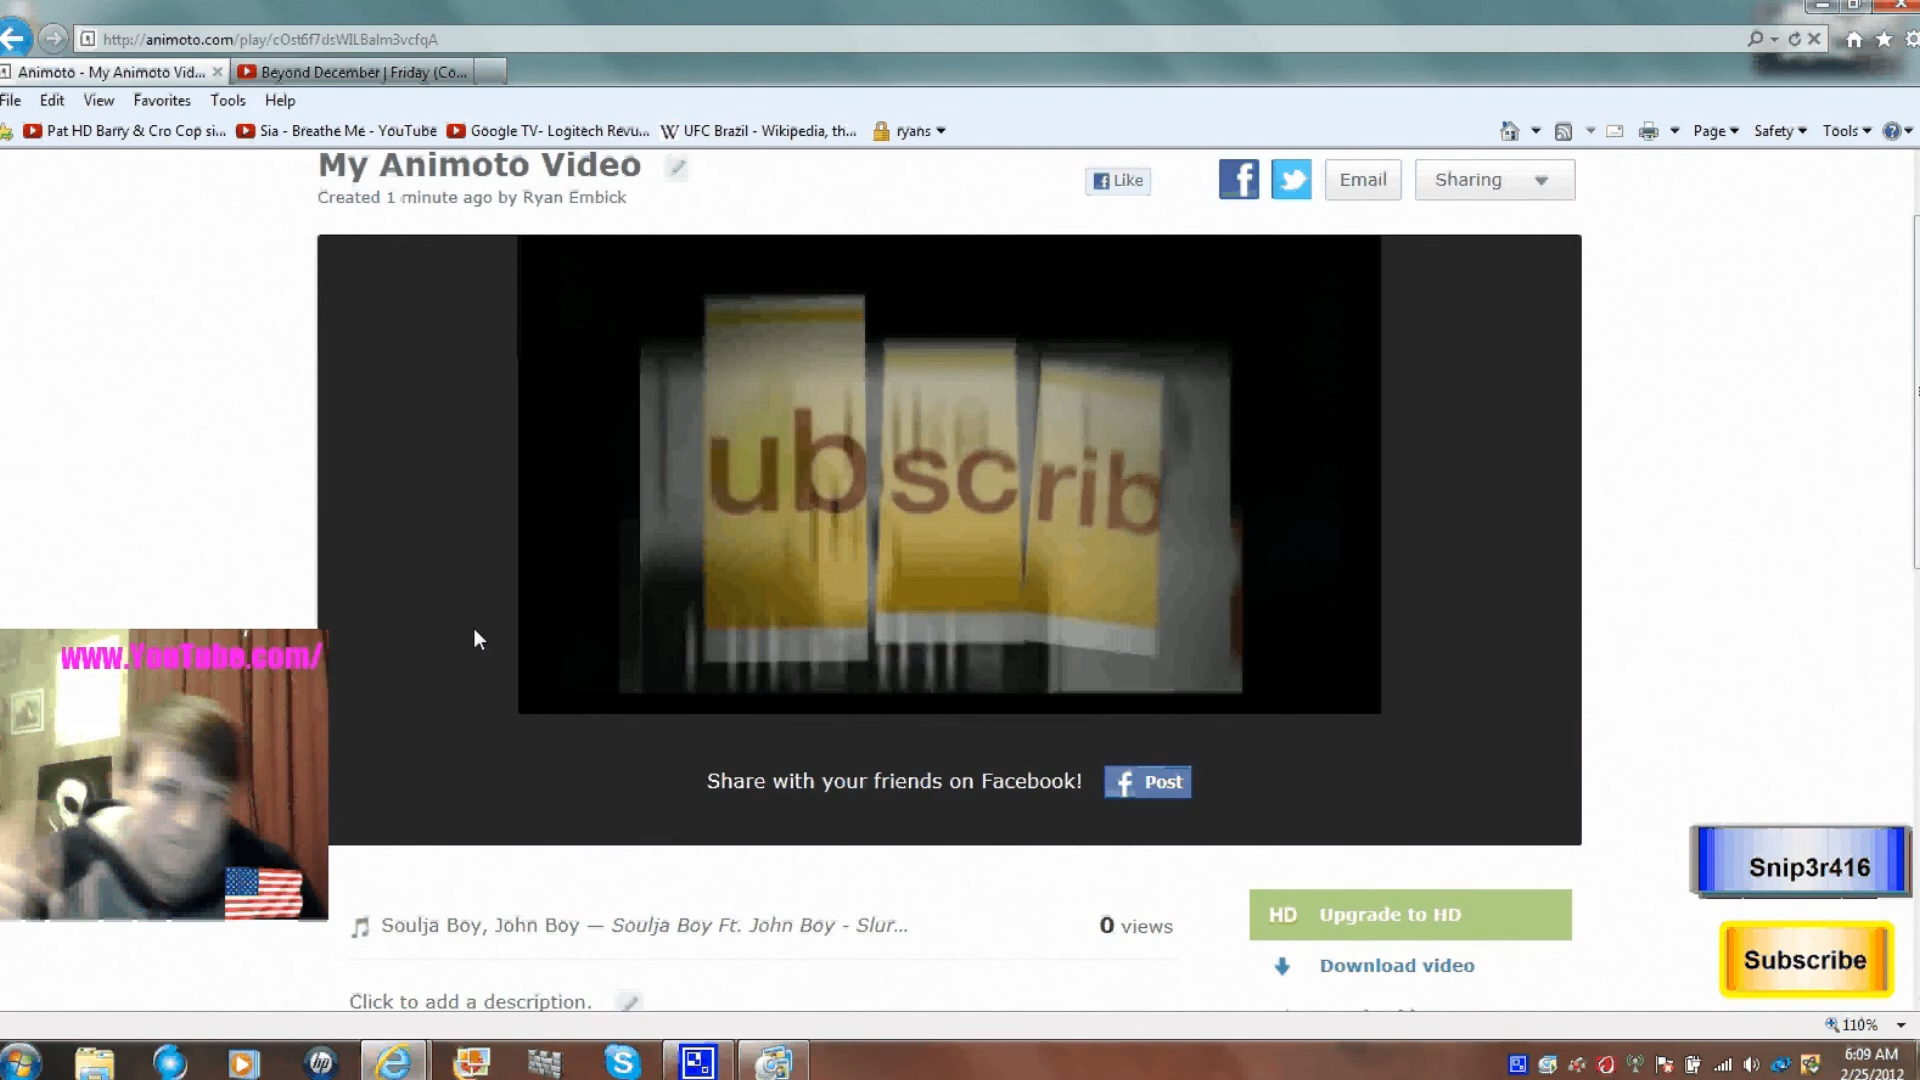 http://animoto.com/play/cOst6f7dsWILBalm3vcfqA
Animoto - My Animoto Vid...
Beyond December | Friday (Co...
File Edit View Favorites Tools Help
Pat HD Barry & Cro Cop si... Sia - Breathe Me - YouTube Google TV- Logitech Revu... UFC Brazil - Wikipedia, th... ryans
Page Safety Tools
My Animoto Video
Created 1 minute ago by Ryan Embick
Like
Email
Sharing
ubscrib
www.YouTube.com/
Share with your friends on Facebook! Post
Snip3r416
Soulja Boy, John Boy — Soulja Boy Ft. John Boy - Slur...
0 views
HD Upgrade to HD
Download video
Subscribe
Click to add a description.
110%
6:09 AM
2/25/2012